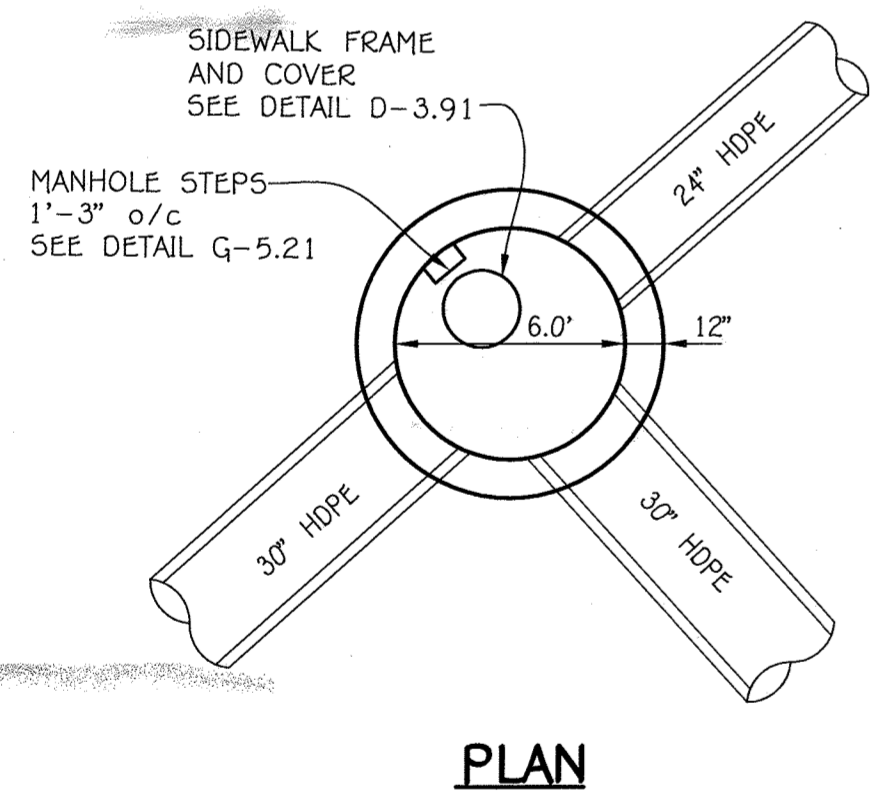 SIDEWALK FRAME
AND COVER
SEE DETAIL D-3.91
MANHOLE STEPS
1'-3" o/c
SEE DETAIL G-5.21
24" HDPE
6.0'
12"
30" HDPE
30" HDPE
PLAN